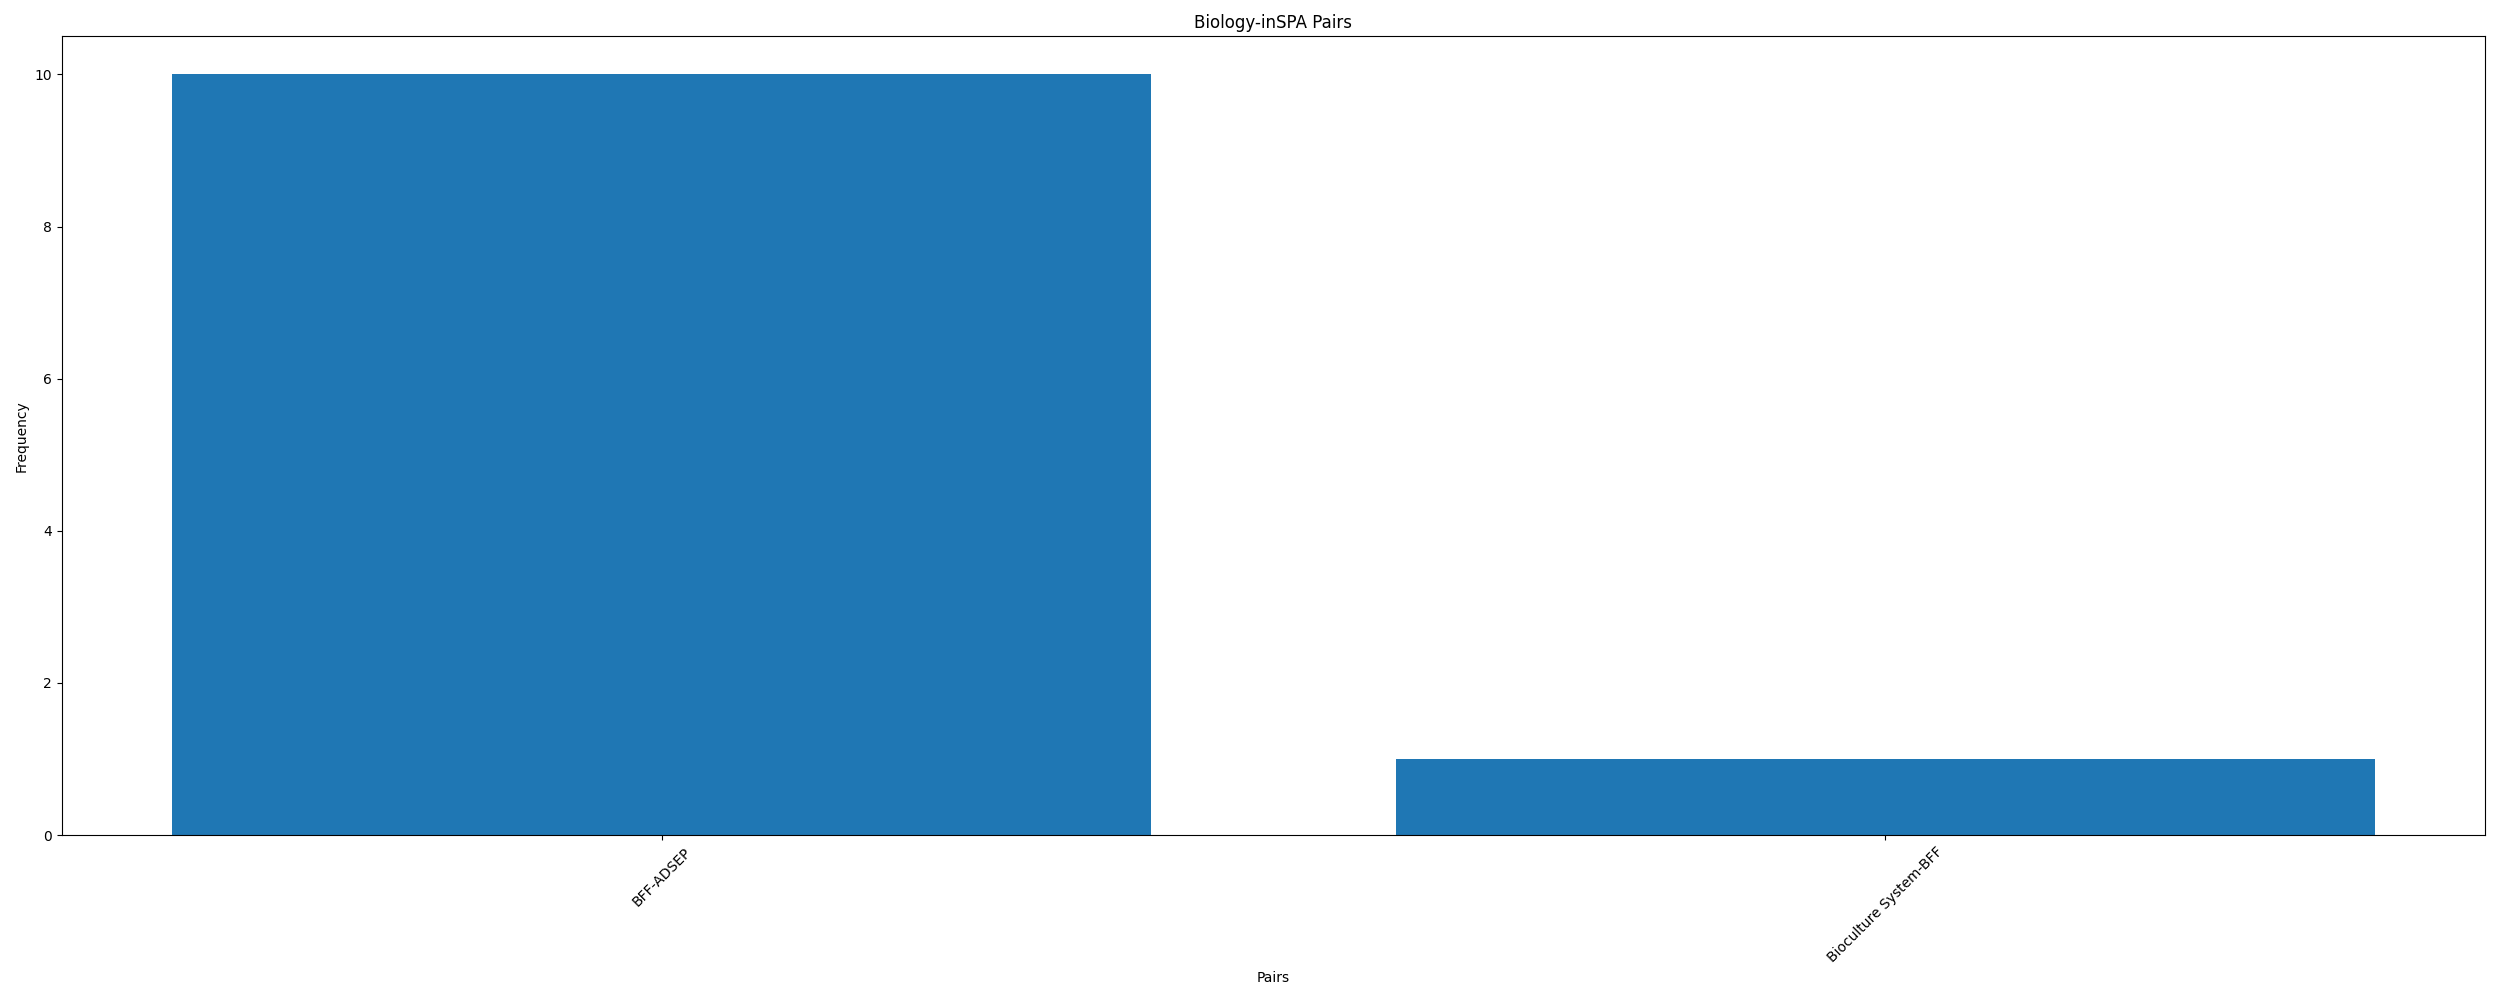 Biology-inSPA Pairs
10
8
6
4
2
0
Frequency
BFF-ADSEP
Bioculture System-BFF
Pairs